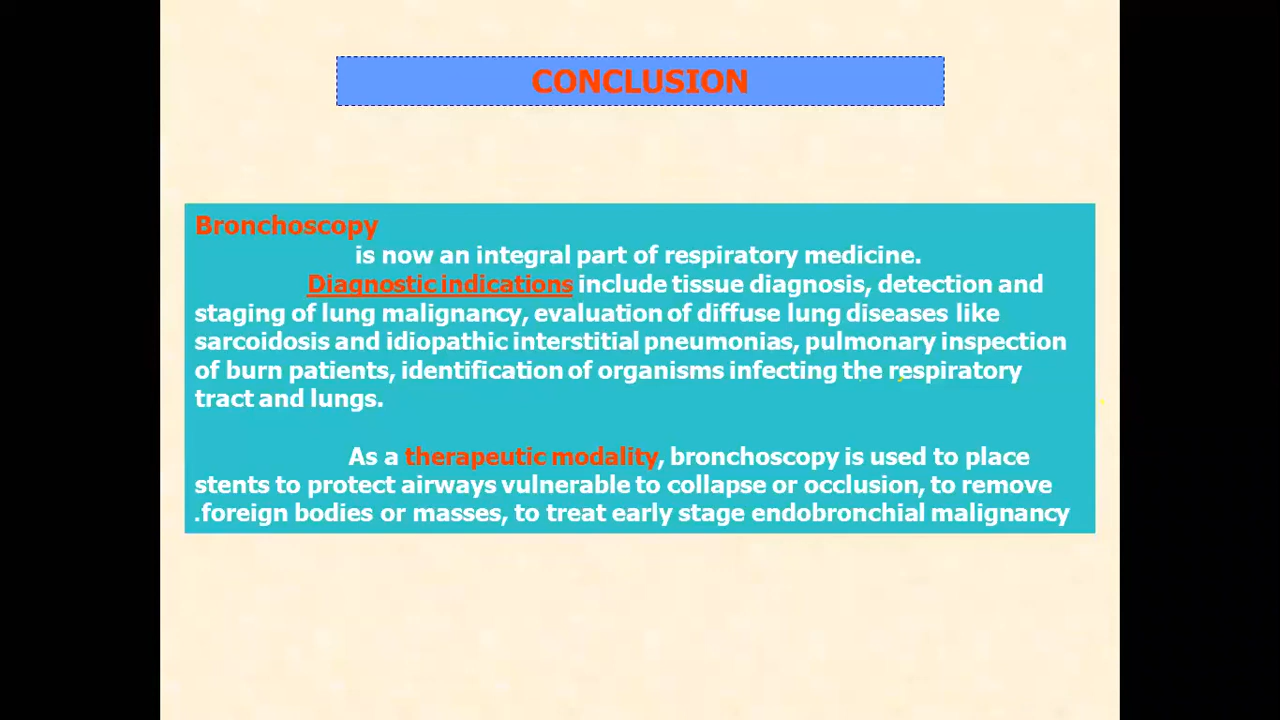 CONCLUSION
Bronchoscopy
is now an integral part of respiratory medicine.
Diagnostic indications include tissue diagnosis, detection and
staging of lung malignancy, evaluation of diffuse lung diseases like
sarcoidosis and idiopathic interstitial pneumonias, pulmonary inspection
of burn patients, identification of organisms infecting the respiratory
tract and lungs.
As a therapeutic modality, bronchoscopy is used to place
stents to protect airways vulnerable to collapse or occlusion, to remove
.foreign bodies or masses, to treat early stage endobronchial malignancy